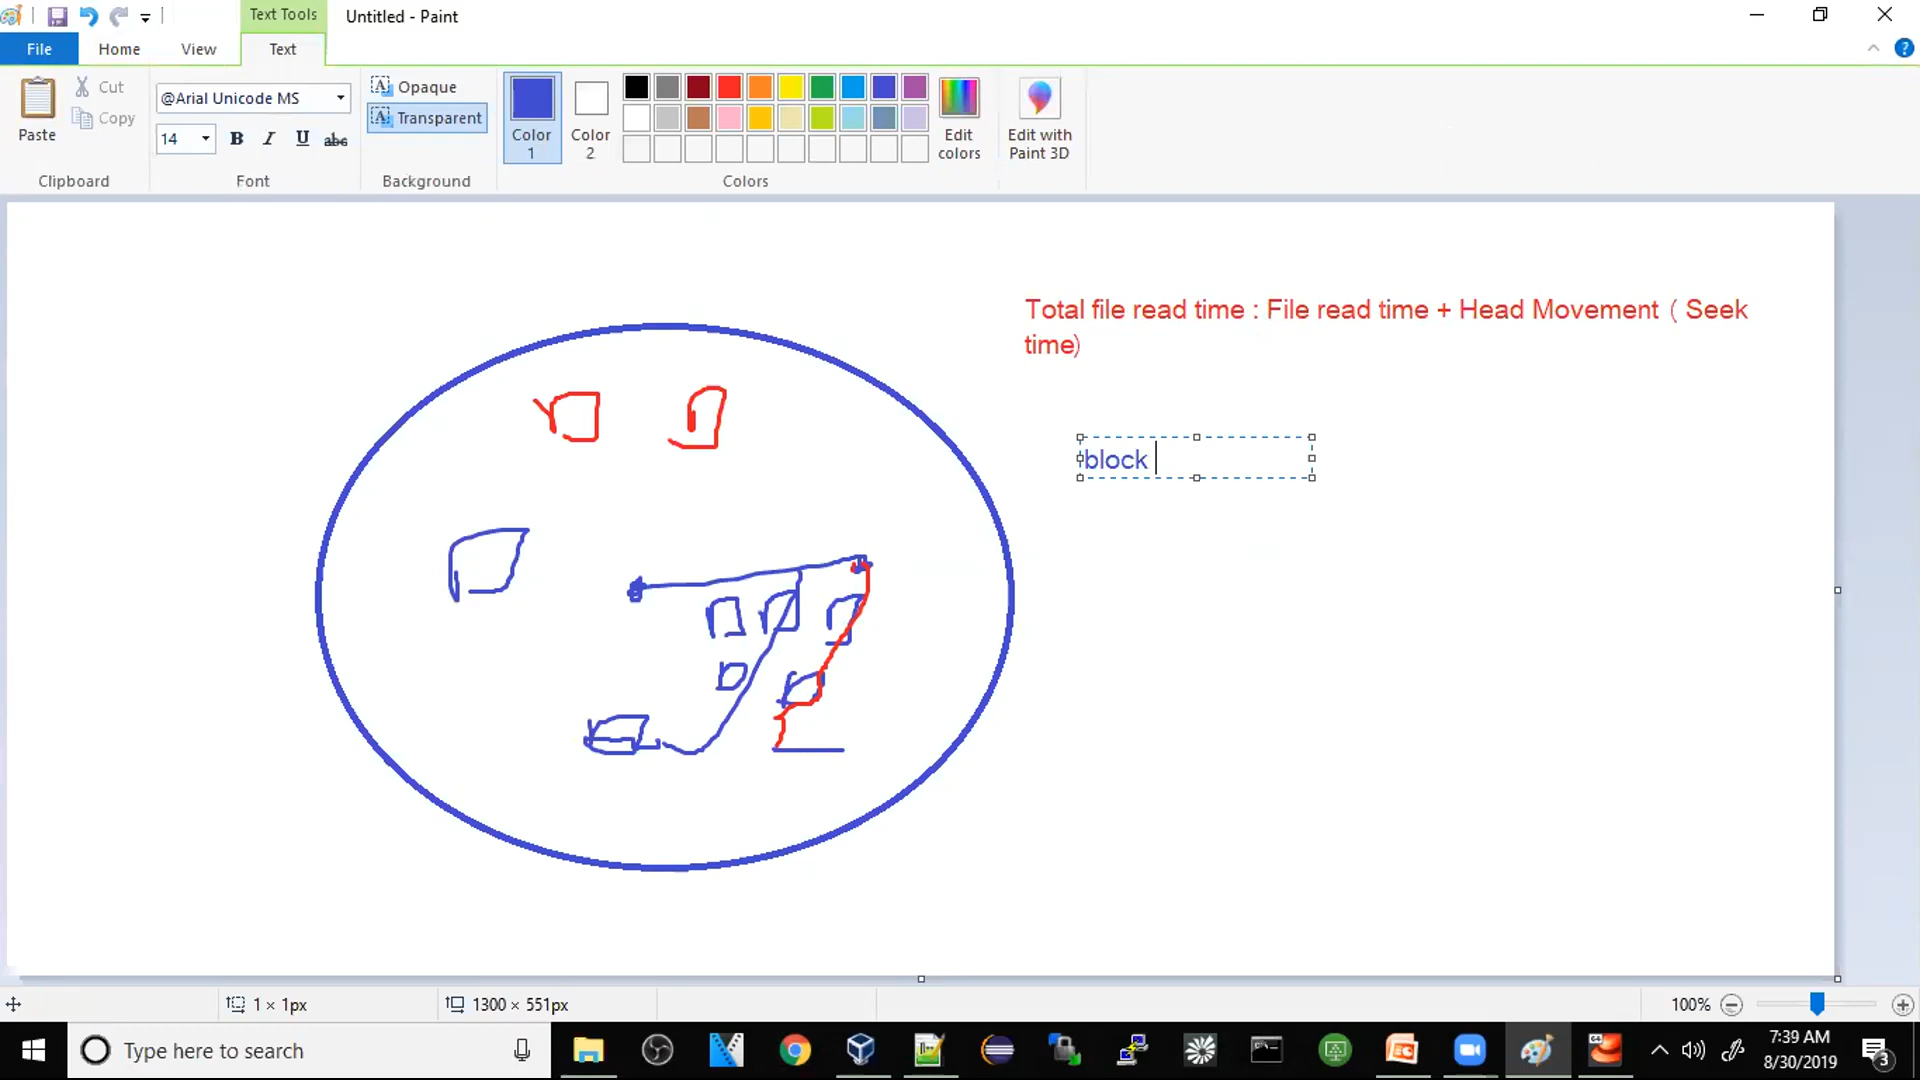 Text Tools
Untitled - Paint
File
Home
View
Text
Paste
Cut
Copy
Clipboard
@Arial Unicode MS
14
B
I
U
abc
Font
Opaque
Transparent
Background
Color
1
Color
2
Edit
colors
Colors
Edit with
Paint 3D
Total file read time : File read time + Head Movement ( Seek
time)
block
1 × 1px
1300 × 551px
100%
Type here to search
7:39 AM
8/30/2019
3